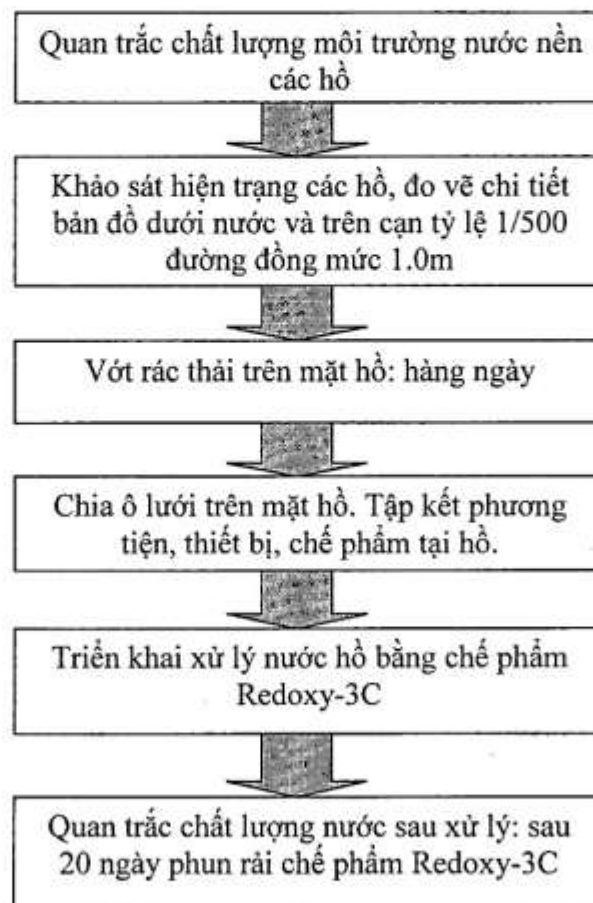 Quan trắc chất lượng môi trường nước nền
các hồ
Khảo sát hiện trạng các hồ, đo vẽ chi tiết
bản đồ dưới nước và trên cạn tỷ lệ 1/500
đường đồng mức 1.0m
Vớt rác thải trên mặt hồ: hàng ngày
Chia ô lưới trên mặt hồ. Tập kết phương
tiện, thiết bị, chế phẩm tại hồ.
Triển khai xử lý nước hồ bằng chế phẩm
Redoxy-3C
Quan trắc chất lượng nước sau xử lý: sau
20 ngày phun rải chế phẩm Redoxy-3C